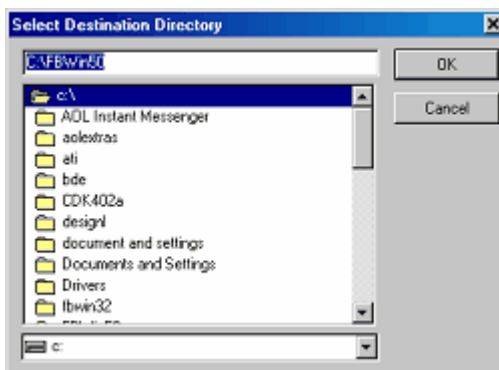 Select Destination Directory
C:\FBWin50
OK
Cancel
c:\
AOL Instant Messenger
aolextras
ati
bde
CDK402a
designl
document and settings
Documents and Settings
Drivers
fbwin32
c: